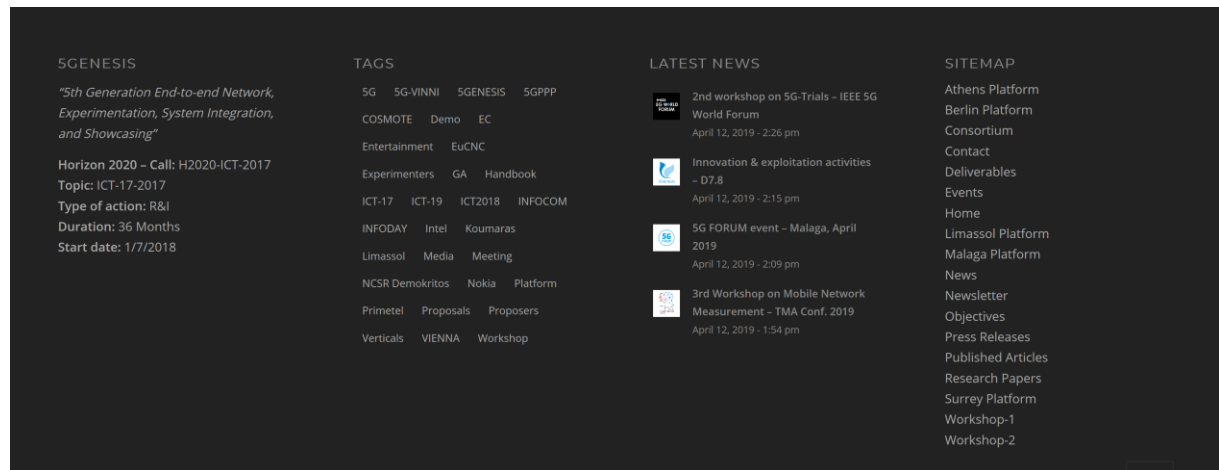 5GENESIS
“5th Generation End-to-end Network,
Experimentation, System Integration,
and Showcasing”
Horizon 2020 – Call: H2020-ICT-2017
Topic: ICT-17-2017
Type of action: R&I
Duration: 36 Months
Start date: 1/7/2018
TAGS
5G 5G-VINNI 5GENESIS 5GPPP
COSMOTE Demo EC
Entertainment EuCNC
Experimenters GA Handbook
ICT-17 ICT-19 ICT2018 INFOCOM
INFODAY Intel Koumaras
Limassol Media Meeting
NCSR Demokritos Nokia Platform
Primetel Proposals Proposers
Verticals VIENNA Workshop
LATEST NEWS
2nd workshop on 5G-Trials – IEEE 5G
World Forum
April 12, 2019 - 2:26 pm
Innovation & exploitation activities
– D7.8
April 12, 2019 - 2:15 pm
5G FORUM event – Malaga, April
2019
April 12, 2019 - 2:09 pm
3rd Workshop on Mobile Network
Measurement – TMA Conf. 2019
April 12, 2019 - 1:54 pm
SITEMAP
Athens Platform
Berlin Platform
Consortium
Contact
Deliverables
Events
Home
Limassol Platform
Malaga Platform
News
Newsletter
Objectives
Press Releases
Published Articles
Research Papers
Surrey Platform
Workshop-1
Workshop-2